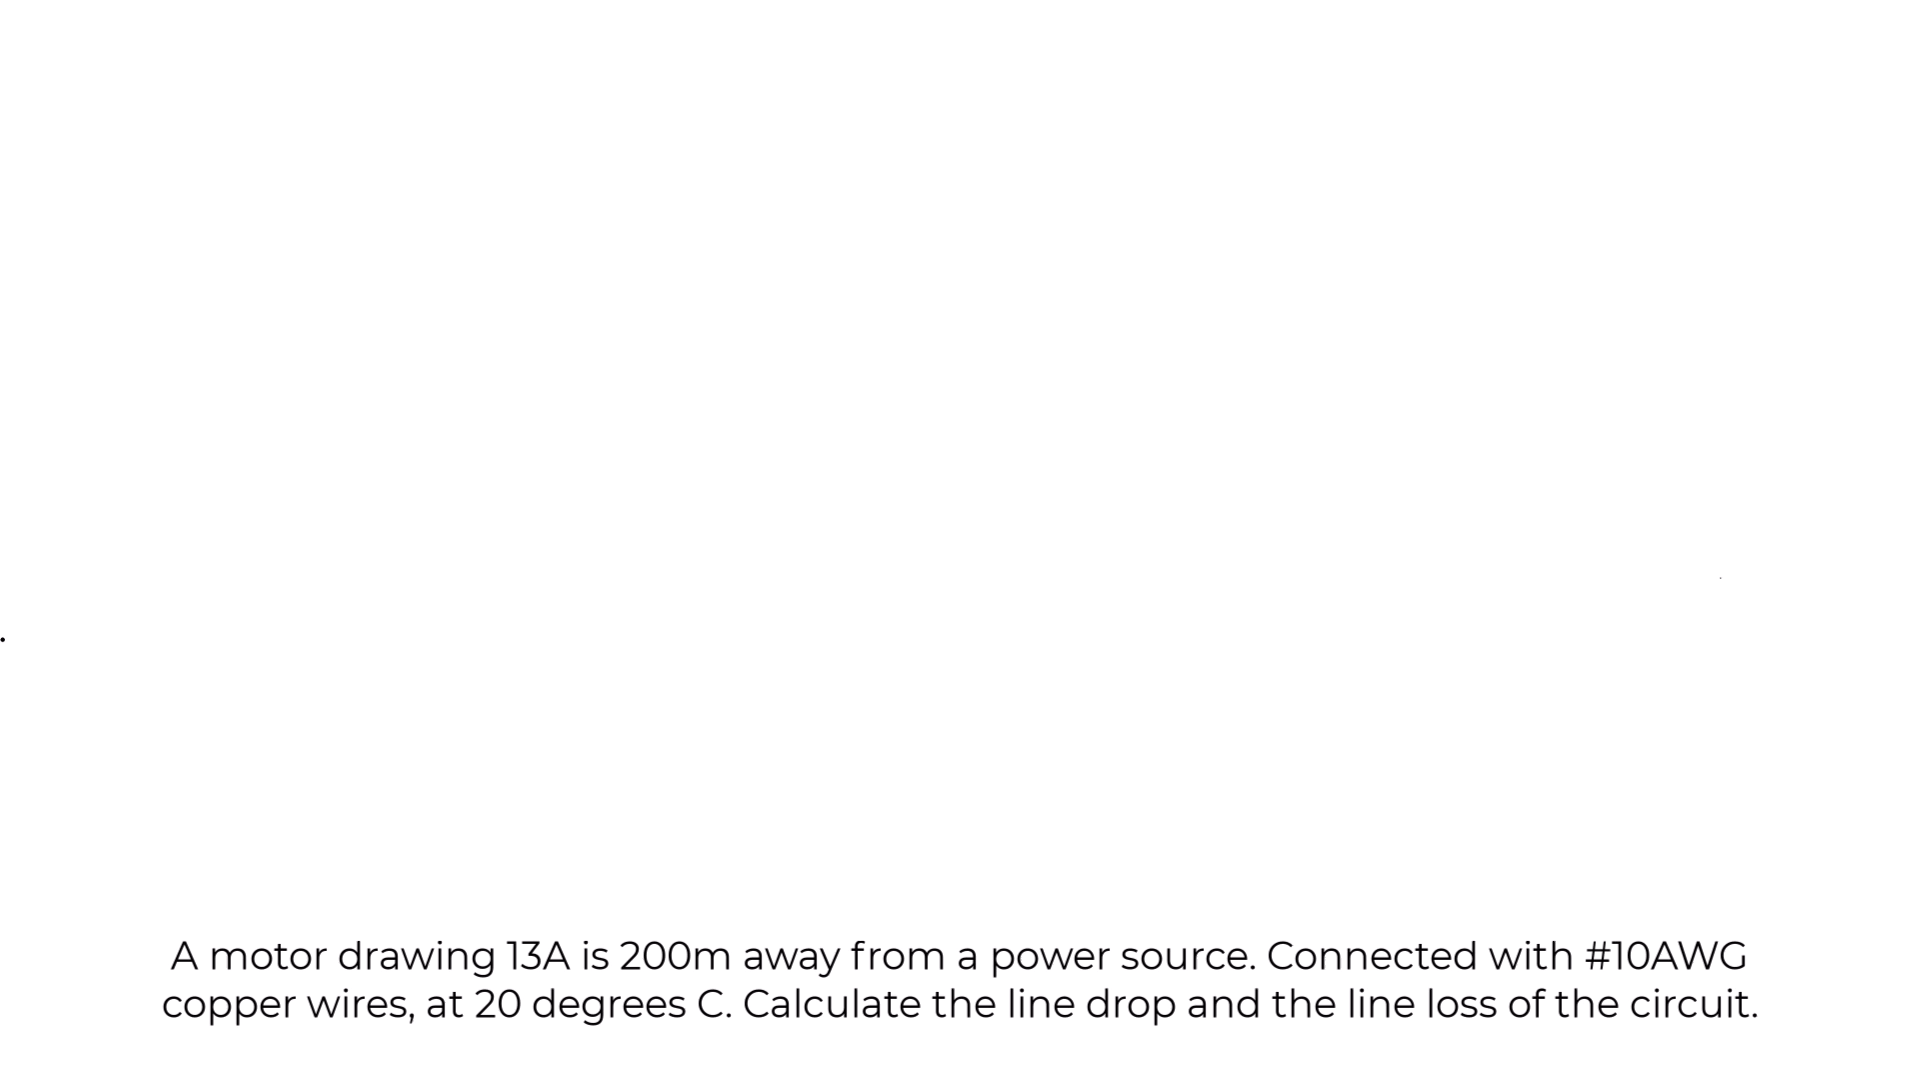 A motor drawing 13A is 200m away from a power source. Connected with #10AWG
copper wires, at 20 degrees C. Calculate the line drop and the line loss of the circuit.